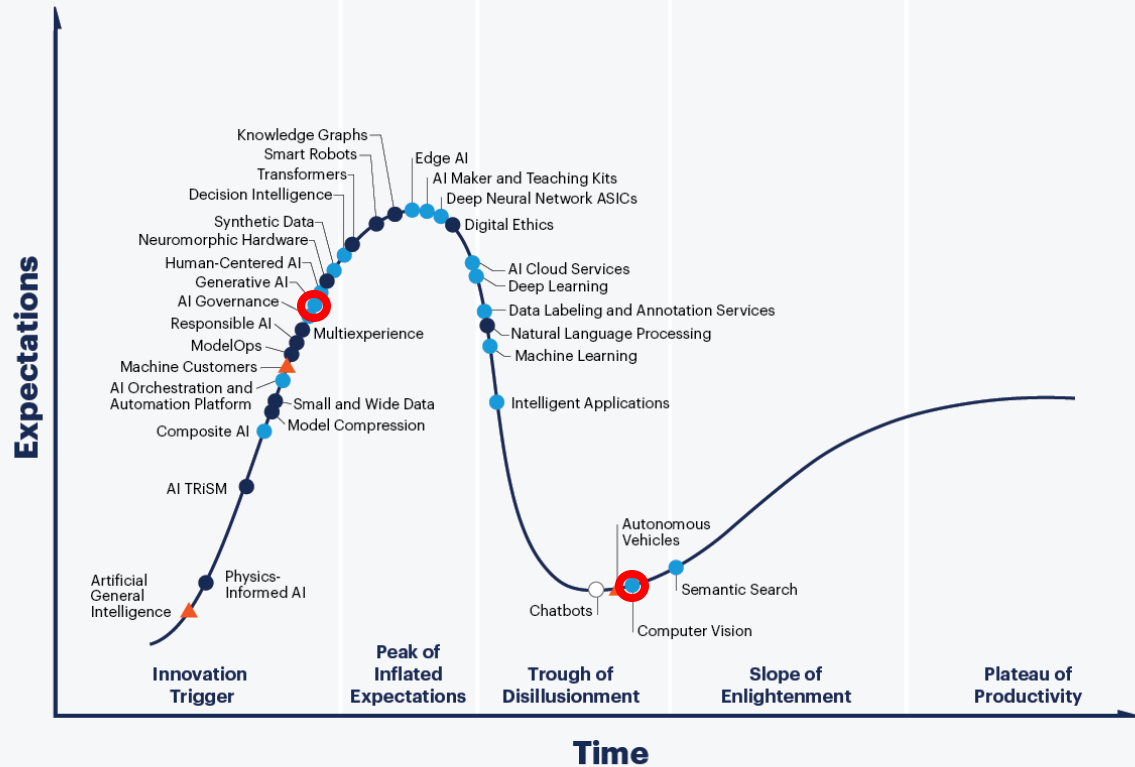 Expectations
Knowledge Graphs
Smart Robots
Transformers
Decision Intelligence
Synthetic Data
Neuromorphic Hardware
Human-Centered AI
Generative AI
AI Governance
Responsible AI
Multiexperience
ModelOps
Machine Customers
AI Orchestration and
Automation Platform
Small and Wide Data
Model Compression
Composite AI
AI TRiSM
Artificial
General
Intelligence
Physics-
Informed AI
Edge AI
AI Maker and Teaching Kits
Deep Neural Network ASICs
Digital Ethics
AI Cloud Services
Deep Learning
Data Labeling and Annotation Services
Natural Language Processing
Machine Learning
Intelligent Applications
Autonomous
Vehicles
Chatbots
Semantic Search
Computer Vision
Innovation
Trigger
Peak of
Inflated
Expectations
Trough of
Disillusionment
Slope of
Enlightenment
Plateau of
Productivity
Time